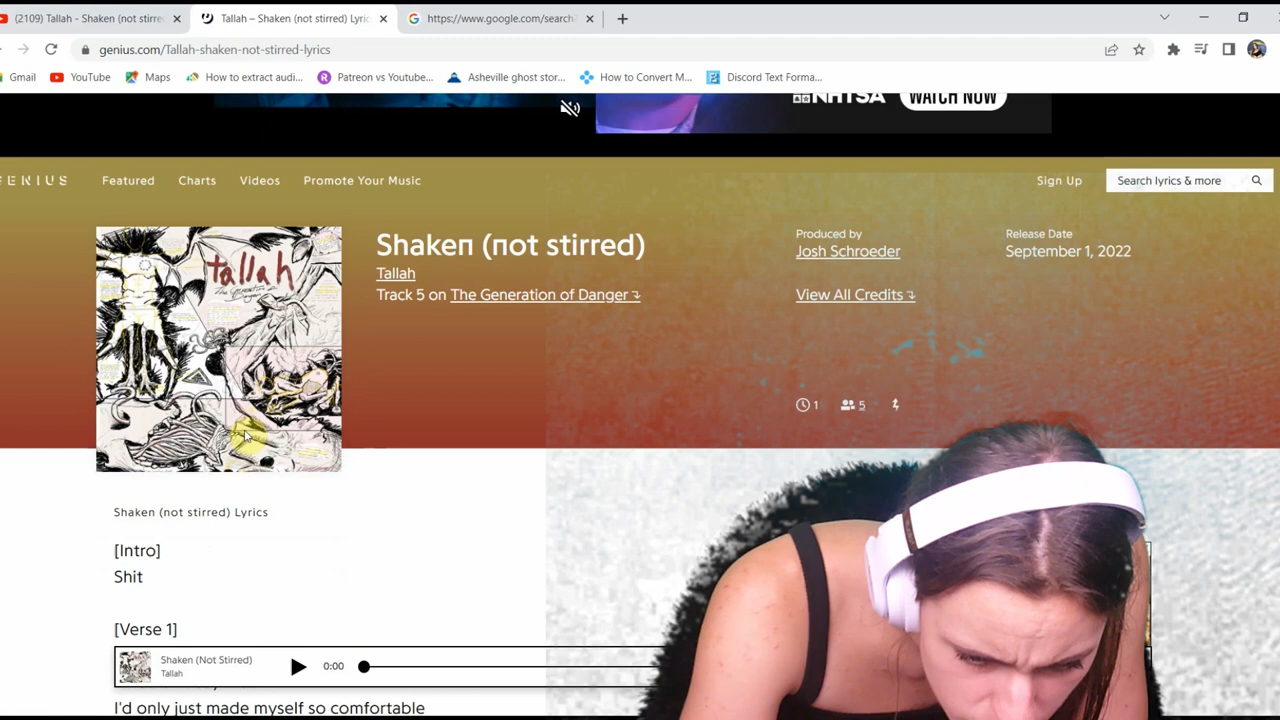 (2109) Tallah - Shaken (not stirre
Tallah – Shaken (not stirred) Lyric
https://www.google.com/search?
genius.com/Tallah-shaken-not-stirred-lyrics
Gmail
YouTube
Maps
How to extract audi...
Patreon vs Youtube...
Asheville ghost stor...
How to Convert M...
Discord Text Forma...
NHTSA
WATCH NOW
GENIUS
Featured
Charts
Videos
Promote Your Music
Sign Up
Search lyrics & more
tallah
Shaken (not stirred)
Tallah
Track 5 on The Generation of Danger
Produced by
Josh Schroeder
View All Credits
Release Date
September 1, 2022
1
5
Shaken (not stirred) Lyrics
[Intro]
Shit
[Verse 1]
Shaken (Not Stirred)
Tallah
0:00
I'd only just made myself so comfortable